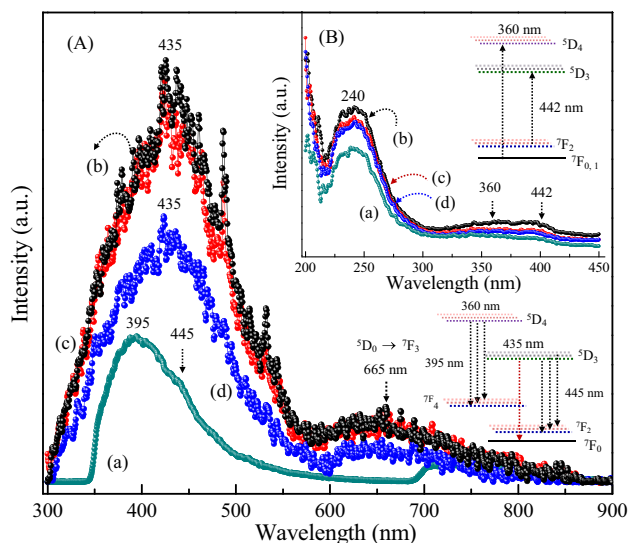 (A)
435
(b)
435
(c)
395
445
(d)
(a)
⁵D₀ → ⁷F₃
665 nm
Intensity (a.u.)
300 400 500 600 700 800 900
Wavelength (nm)
(B)
240
(b)
(c)
(d)
(a)
360
442
Intensity (a.u.)
200 250 300 350 400 450
Wavelength (nm)
360 nm
⁵D₄
⁵D₃
442 nm
⁷F₂
⁷F₀, ₁
360 nm
⁵D₄
435 nm
⁵D₃
395 nm
445 nm
⁷F₄
⁷F₂
⁷F₀